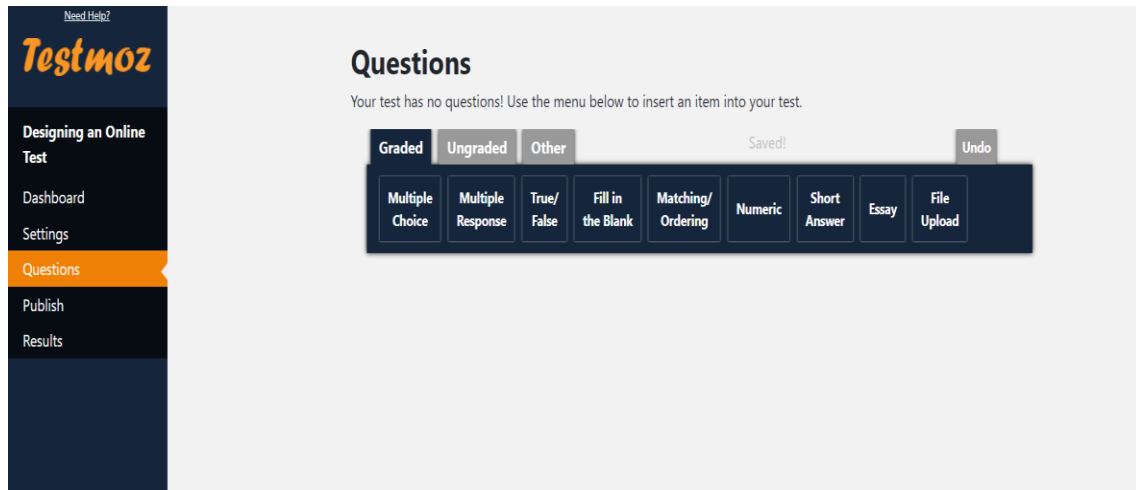 Need Help?
Testmoz
Designing an Online
Test
Dashboard
Settings
Questions
Publish
Results
Questions
Your test has no questions! Use the menu below to insert an item into your test.
Graded Ungraded Other Saved! Undo
Multiple Choice
Multiple Response
True/ False
Fill in the Blank
Matching/ Ordering
Numeric
Short Answer
Essay
File Upload